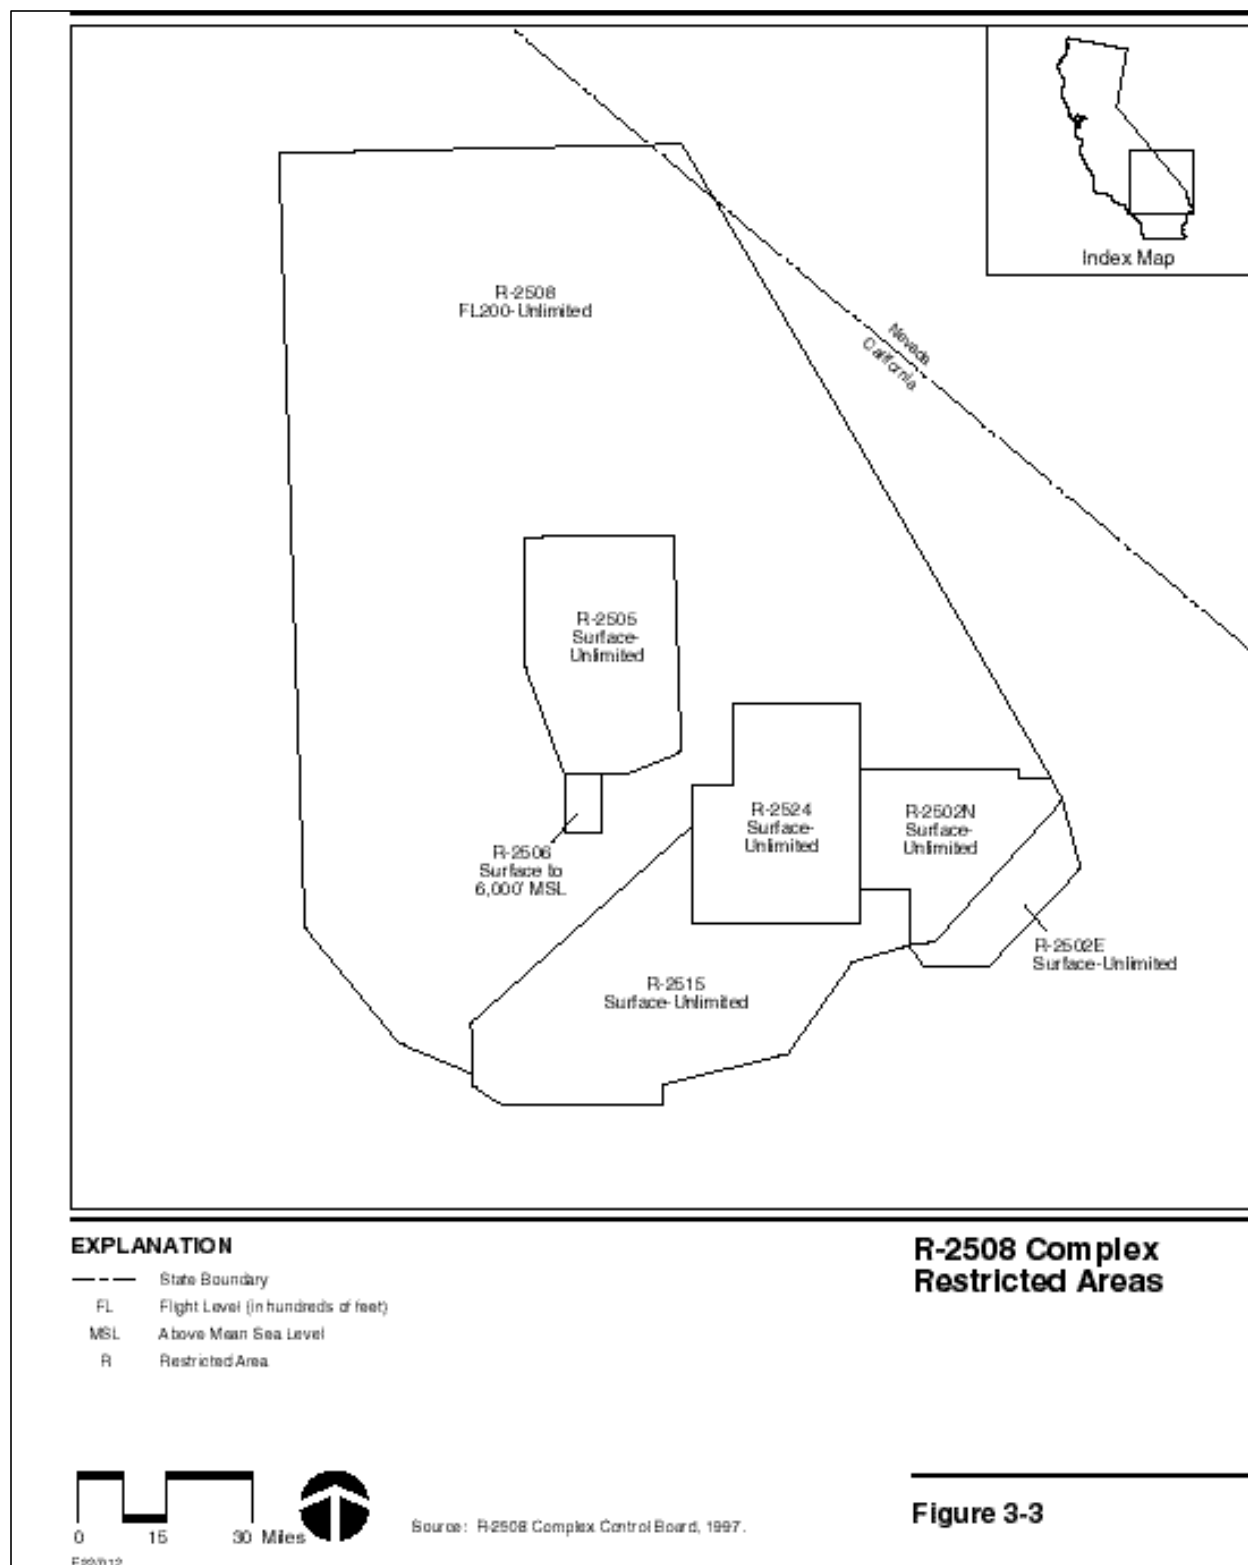 Index Map
R-2508
FL200-Unlimited
Nevada
California
R-2505
Surface-
Unlimited
R-2524
Surface-
Unlimited
R-2502N
Surface-
Unlimited
R-2506
Surface to
6,000' MSL
R-2502E
Surface-Unlimited
R-2515
Surface-Unlimited
EXPLANATION
State Boundary
FL Flight Level (in hundreds of feet)
MSL Above Mean Sea Level
R Restricted Area
R-2508 Complex
Restricted Areas
0 15 30 Miles
Source: R-2508 Complex Control Board, 1997.
Figure 3-3